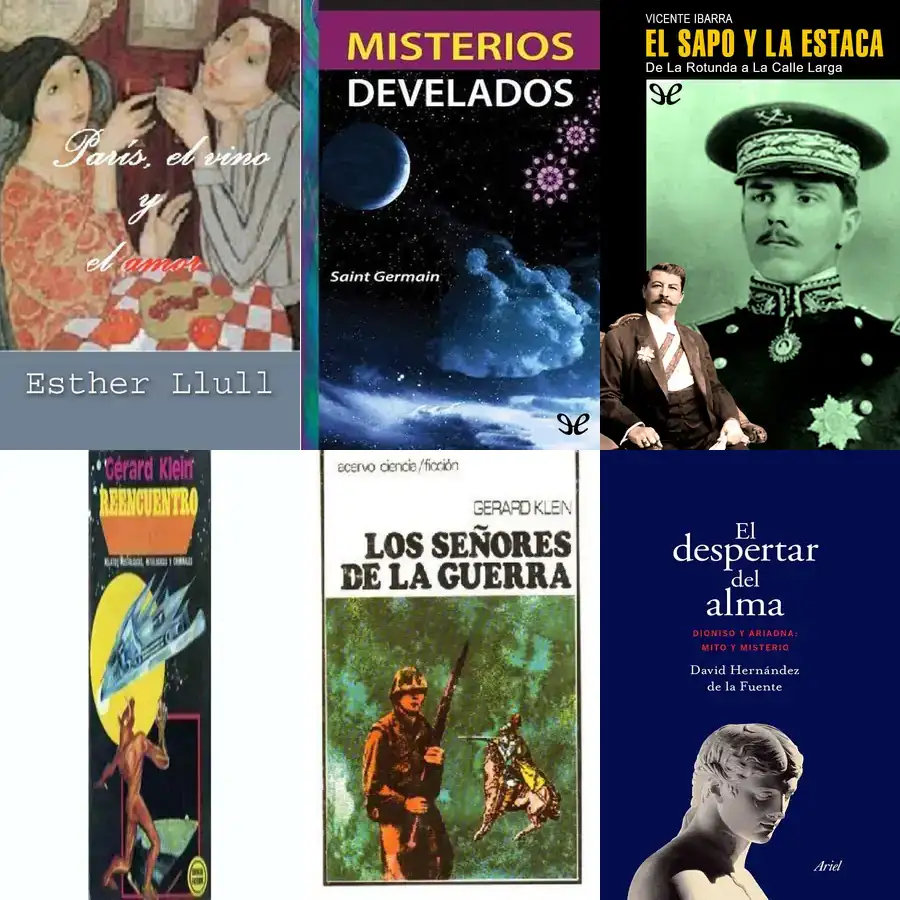 París, el vino
y
el amor
Esther Llull
MISTERIOS
DEVELADOS
Saint Germain
VICENTE IBARRA
EL SAPO Y LA ESTACA
De La Rotunda a La Calle Larga
Gérard Klein
REENCUENTRO
acervo ciencia/ficción
GERARD KLEIN
LOS SEÑORES
DE LA GUERRA
El
despertar
del
alma
DIONISO Y ARIADNA:
MITO Y MISTERIO
David Hernández
de la Fuente
Ariel